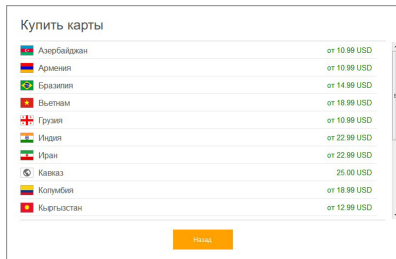 Купить карты
Азербайджан от 10.99 USD
Армения от 10.99 USD
Бразилия от 14.99 USD
Вьетнам от 18.99 USD
Грузия от 10.99 USD
Индия от 22.99 USD
Иран от 22.99 USD
Кавказ 25.00 USD
Колумбия от 18.99 USD
Кыргызстан от 12.99 USD
Назад